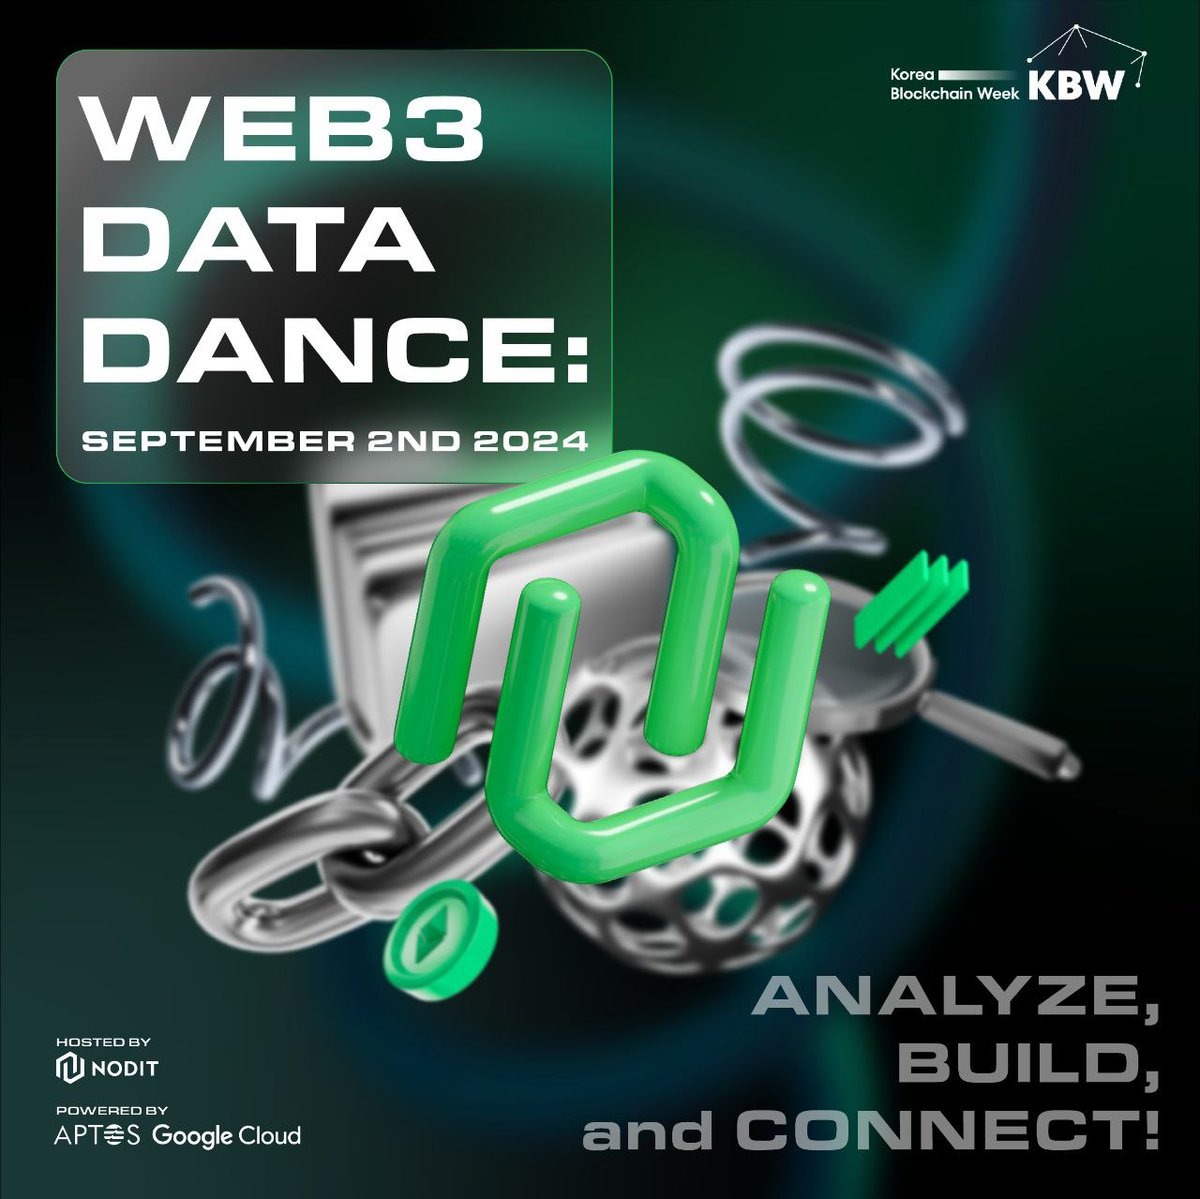 WEB3
DATA
DANCE:
SEPTEMBER 2ND 2024
Korea
Blockchain Week KBW
ANALYZE,
BUILD,
and CONNECT!
HOSTED BY
NODIT
POWERED BY
APTOS Google Cloud